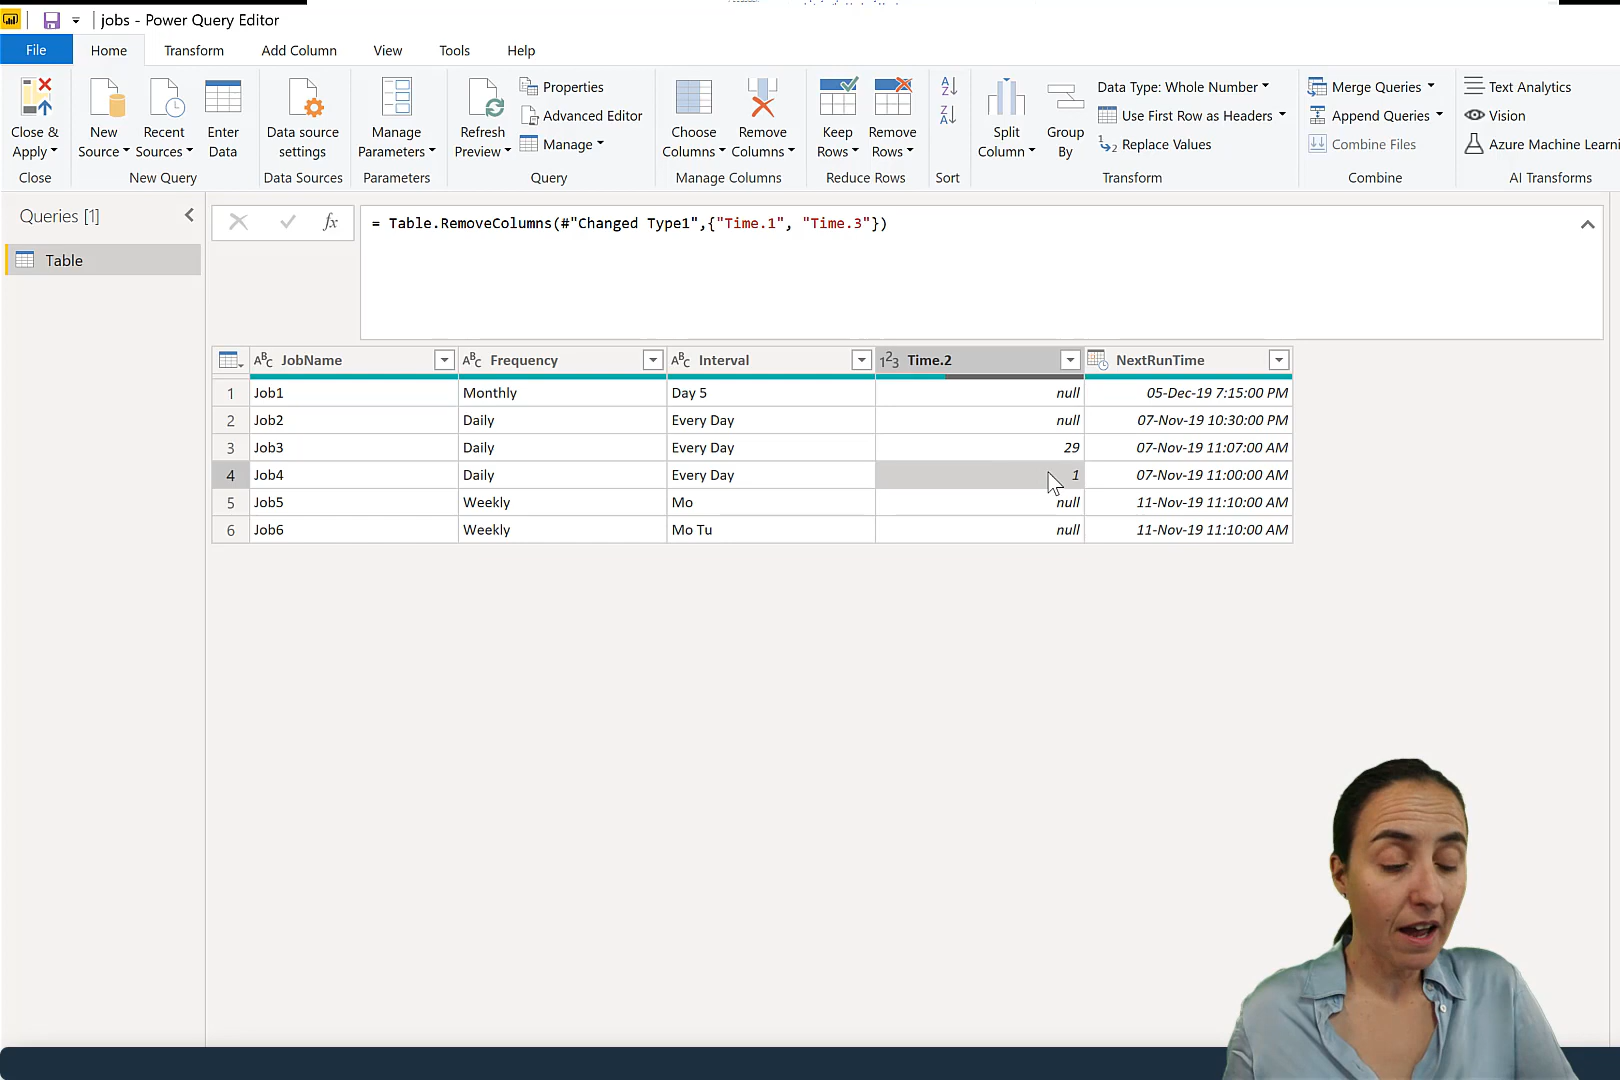 jobs - Power Query Editor
File Home Transform Add Column View Tools Help
Close & Apply
New Source
Recent Sources
Enter Data
Data source settings
Manage Parameters
Refresh Preview
Properties
Advanced Editor
Manage
Choose Columns
Remove Columns
Keep Rows
Remove Rows
Split Column
Group By
Data Type: Whole Number
Use First Row as Headers
Replace Values
Merge Queries
Append Queries
Combine Files
Text Analytics
Vision
Azure Machine Learni
Close New Query Data Sources Parameters Query Manage Columns Reduce Rows Sort Transform Combine AI Transforms
Queries [1]
Table
fx
= Table.RemoveColumns(#"Changed Type1",{"Time.1", "Time.3"})
JobName Frequency Interval Time.2 NextRunTime
1 Job1 Monthly Day 5 null 05-Dec-19 7:15:00 PM
2 Job2 Daily Every Day null 07-Nov-19 10:30:00 PM
3 Job3 Daily Every Day 29 07-Nov-19 11:07:00 AM
4 Job4 Daily Every Day 1 07-Nov-19 11:00:00 AM
5 Job5 Weekly Mo null 11-Nov-19 11:10:00 AM
6 Job6 Weekly Mo Tu null 11-Nov-19 11:10:00 AM